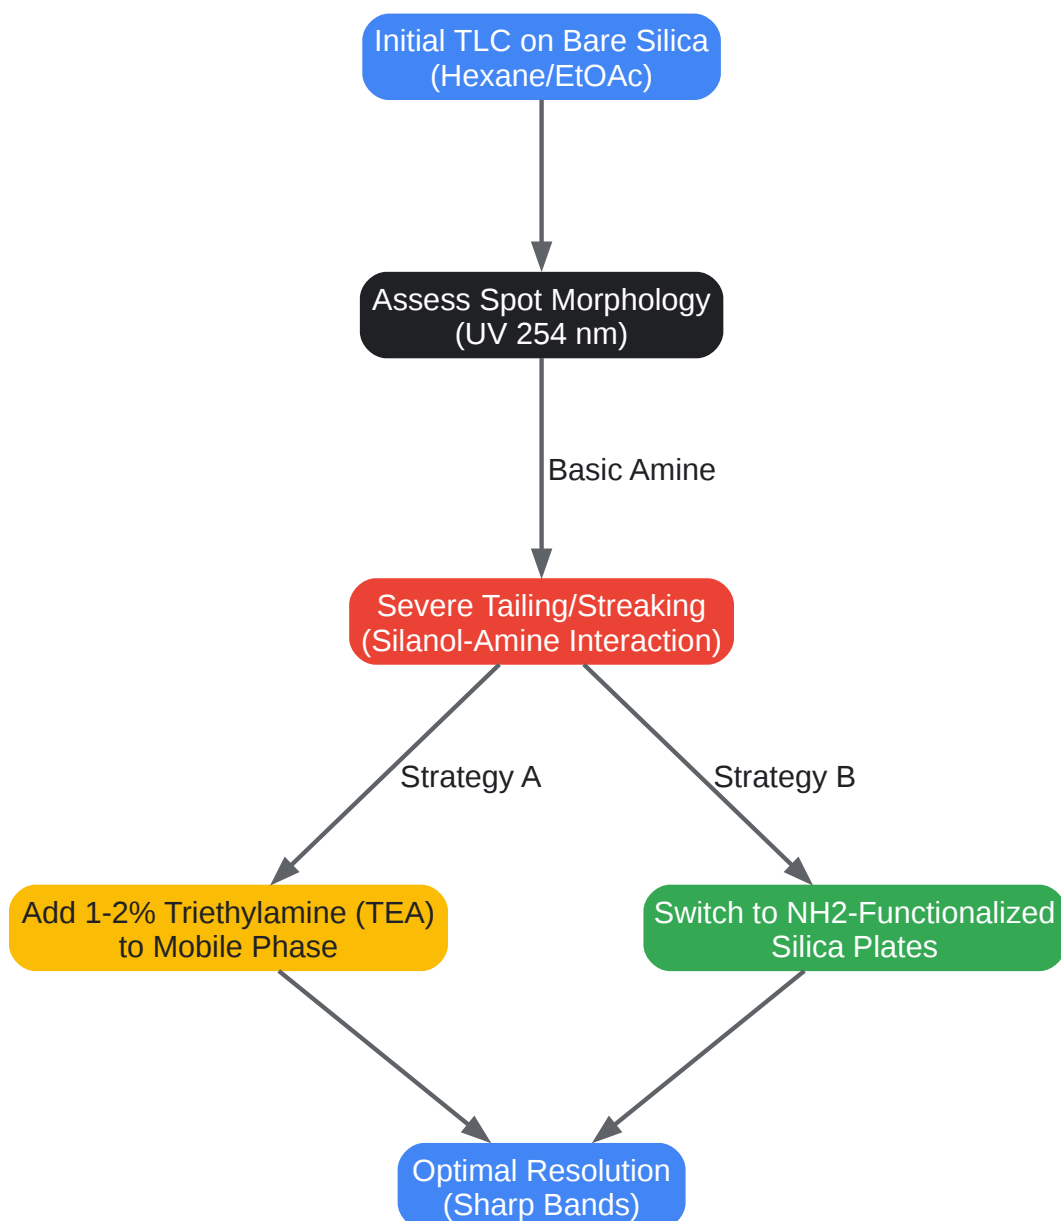 Initial TLC on Bare Silica
(Hexane/EtOAc)
Assess Spot Morphology
(UV 254 nm)
Basic Amine
Severe Tailing/Streaking
(Silanol-Amine Interaction)
Strategy A
Strategy B
Add 1-2% Triethylamine (TEA)
to Mobile Phase
Switch to NH2-Functionalized
Silica Plates
Optimal Resolution
(Sharp Bands)